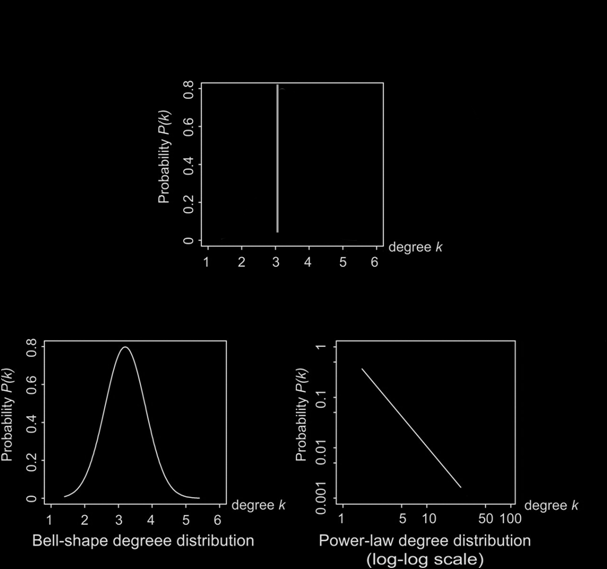 0.8
0.6
0.4
0.2
0
Probability P(k)
1 2 3 4 5 6
degree k
0.8
0.6
0.4
0.2
0
Probability P(k)
1 2 3 4 5 6
degree k
Bell-shape degreee distribution
1
0.1
0.01
0.001
Probability P(k)
1 5 10 50 100
degree k
Power-law degree distribution
(log-log scale)